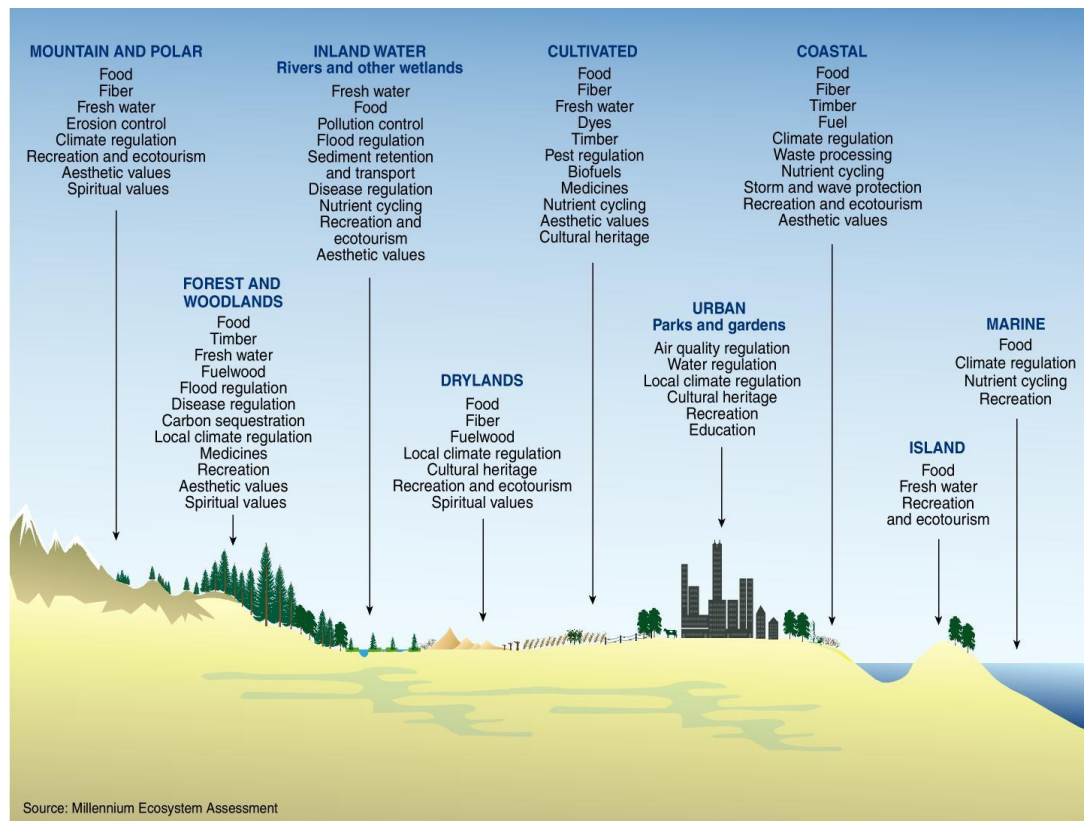 MOUNTAIN AND POLAR
Food
Fiber
Fresh water
Erosion control
Climate regulation
Recreation and ecotourism
Aesthetic values
Spiritual values
INLAND WATER
Rivers and other wetlands
Fresh water
Food
Pollution control
Flood regulation
Sediment retention
and transport
Disease regulation
Nutrient cycling
Recreation and
ecotourism
Aesthetic values
CULTIVATED
Food
Fiber
Fresh water
Dyes
Timber
Pest regulation
Biofuels
Medicines
Nutrient cycling
Aesthetic values
Cultural heritage
COASTAL
Food
Fiber
Timber
Fuel
Climate regulation
Waste processing
Nutrient cycling
Storm and wave protection
Recreation and ecotourism
Aesthetic values
FOREST AND
WOODLANDS
Food
Timber
Fresh water
Fuelwood
Flood regulation
Disease regulation
Carbon sequestration
Local climate regulation
Medicines
Recreation
Aesthetic values
Spiritual values
DRYLANDS
Food
Fiber
Fuelwood
Local climate regulation
Cultural heritage
Recreation and ecotourism
Spiritual values
URBAN
Parks and gardens
Air quality regulation
Water regulation
Local climate regulation
Cultural heritage
Recreation
Education
MARINE
Food
Climate regulation
Nutrient cycling
Recreation
ISLAND
Food
Fresh water
Recreation
and ecotourism
Source: Millennium Ecosystem Assessment